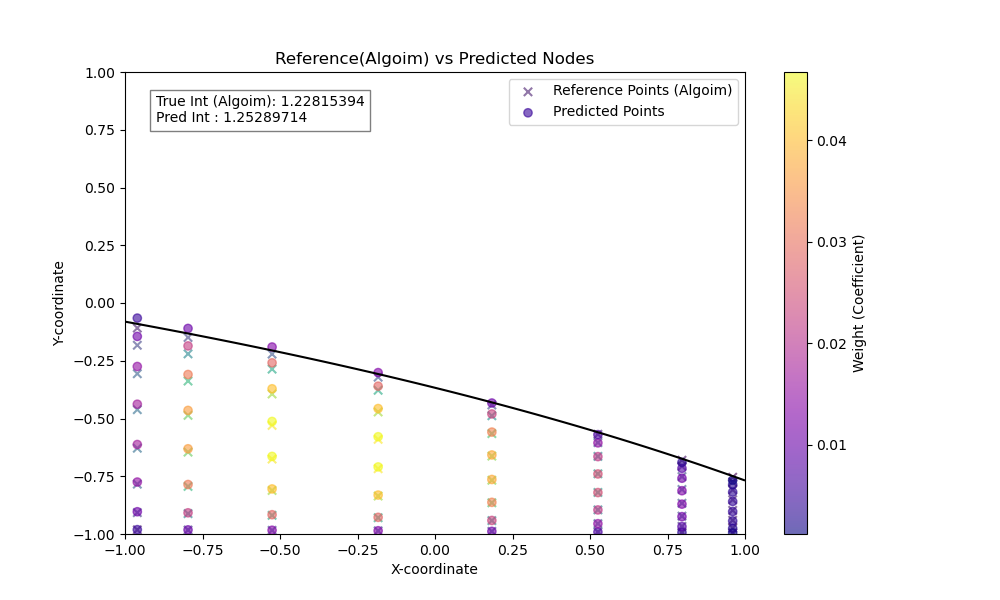 Reference(Algoim) vs Predicted Nodes
True Int (Algoim): 1.22815394
Pred Int : 1.25289714
Reference Points (Algoim)
Predicted Points
Y-coordinate
1.00
0.75
0.50
0.25
0.00
−0.25
−0.50
−0.75
−1.00
−1.00
−0.75
−0.50
−0.25
0.00
0.25
0.50
0.75
1.00
X-coordinate
0.04
0.03
0.02
0.01
Weight (Coefficient)